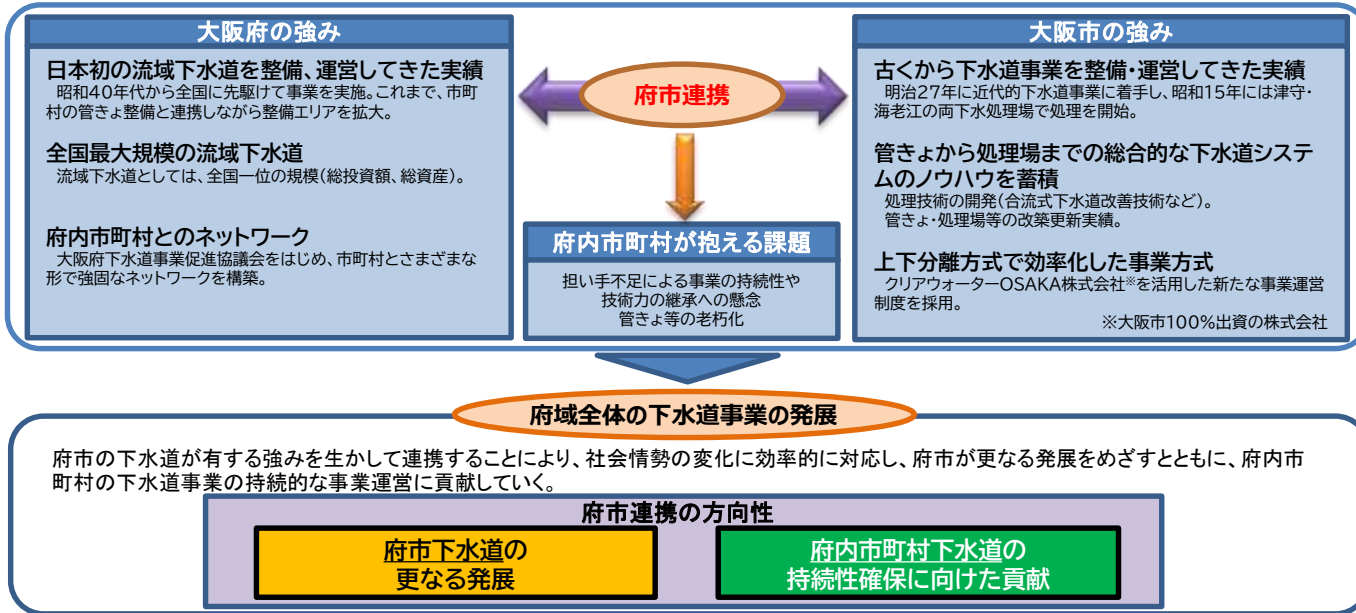 大阪府の強み
日本初の流域下水道を整備、運営してきた実績
昭和40年代から全国に先駆けて事業を実施。これまで、市町
村の管きょ整備と連携しながら整備エリアを拡大。
全国最大規模の流域下水道
流域下水道としては、全国一位の規模(総投資額、総資産)。
府内市町村とのネットワーク
大阪府下水道事業促進協議会をはじめ、市町村とさまざまな
形で強固なネットワークを構築。
府市連携
府内市町村が抱える課題
担い手不足による事業の持続性や
技術力の継承への懸念
管きょ等の老朽化
大阪市の強み
古くから下水道事業を整備・運営してきた実績
明治27年に近代的下水道事業に着手し、昭和15年には津守・
海老江の両下水処理場で処理を開始。
管きょから処理場までの総合的な下水道システ
ムのノウハウを蓄積
処理技術の開発(合流式下水道改善技術など)。
管きょ・処理場等の改築更新実績。
上下分離方式で効率化した事業方式
クリアウォーターOSAKA株式会社※を活用した新たな事業運営
制度を採用。
※大阪市100%出資の株式会社
府域全体の下水道事業の発展
府市の下水道が有する強みを生かして連携することにより、社会情勢の変化に効率的に対応し、府市が更なる発展をめざすとともに、府内市
町村の下水道事業の持続的な事業運営に貢献していく。
府市連携の方向性
府市下水道の
更なる発展
府内市町村下水道の
持続性確保に向けた貢献